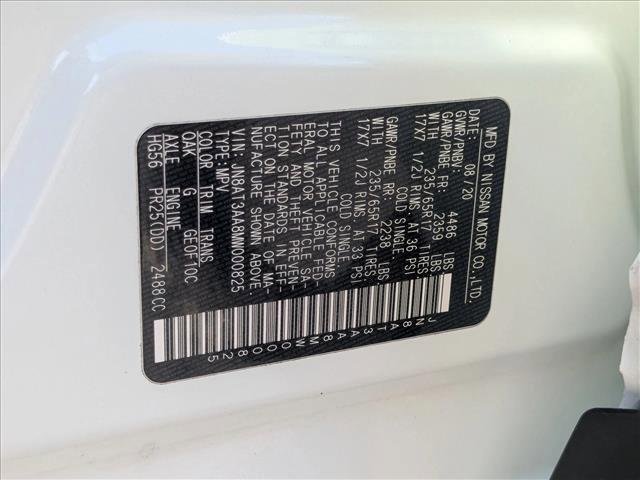 MFD BY NISSAN MOTOR CO.,LTD.
08/20
GVWR/PNBV: 4486 LBS
GAWR/PNBE FR: 2359 LBS
WITH 235/65R17 TIRES
17X7 1/2J RIMS. AT 36 PSI
COLD SINGLE
GAWR/PNBE RR: 2238 LBS
WITH 235/65R17 TIRES
17X7 1/2J RIMS. AT 33 PSI
COLD SINGLE
THIS VEHICLE CONFORMS
TO ALL APPLICABLE FED-
ERAL MOTOR VEHICLE SA-
FETY AND THEFT PREVEN-
TION STANDARDS. IN EFF-
ECT ON THE DATE OF MA-
NUFACTURE SHOWN ABOVE.
TYPE: MPV
JN8AT3AA8MW000825
COLOR TRIM TRANS
QAK G GE0F10C
AXLE ENGINE
HG56 PR25(DD) 2488CC
JN8AT3AA8MW000825